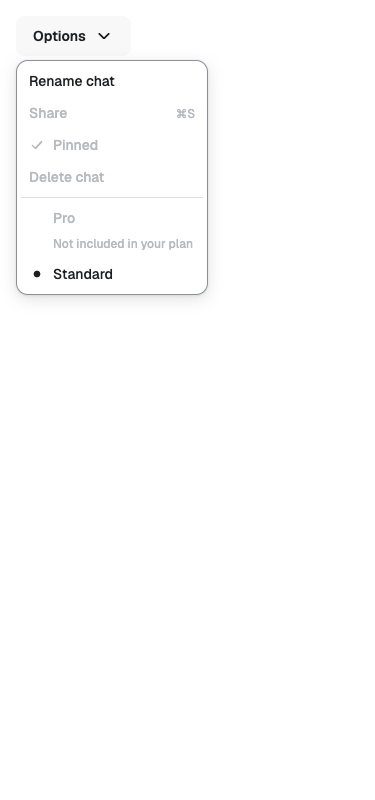 Options
Rename chat
Share ⌘S
Pinned
Delete chat
Pro
Not included in your plan
Standard